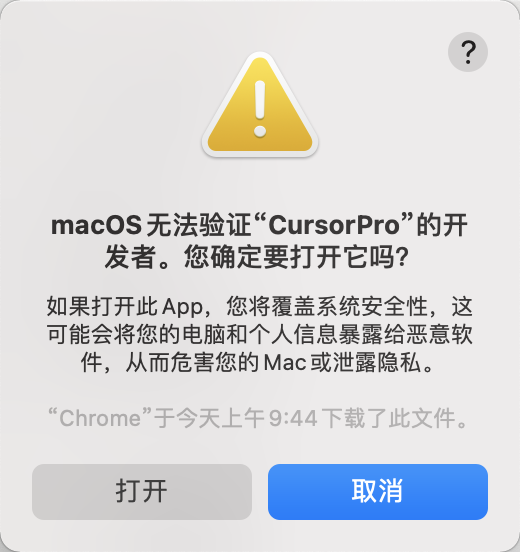 ?
macOS 无法验证“CursorPro”的开
发者。您确定要打开它吗?
如果打开此 App，您将覆盖系统安全性，这
可能会将您的电脑和个人信息暴露给恶意软
件，从而危害您的 Mac 或泄露隐私。
“Chrome”于今天上午 9:44 下载了此文件。
打开
取消